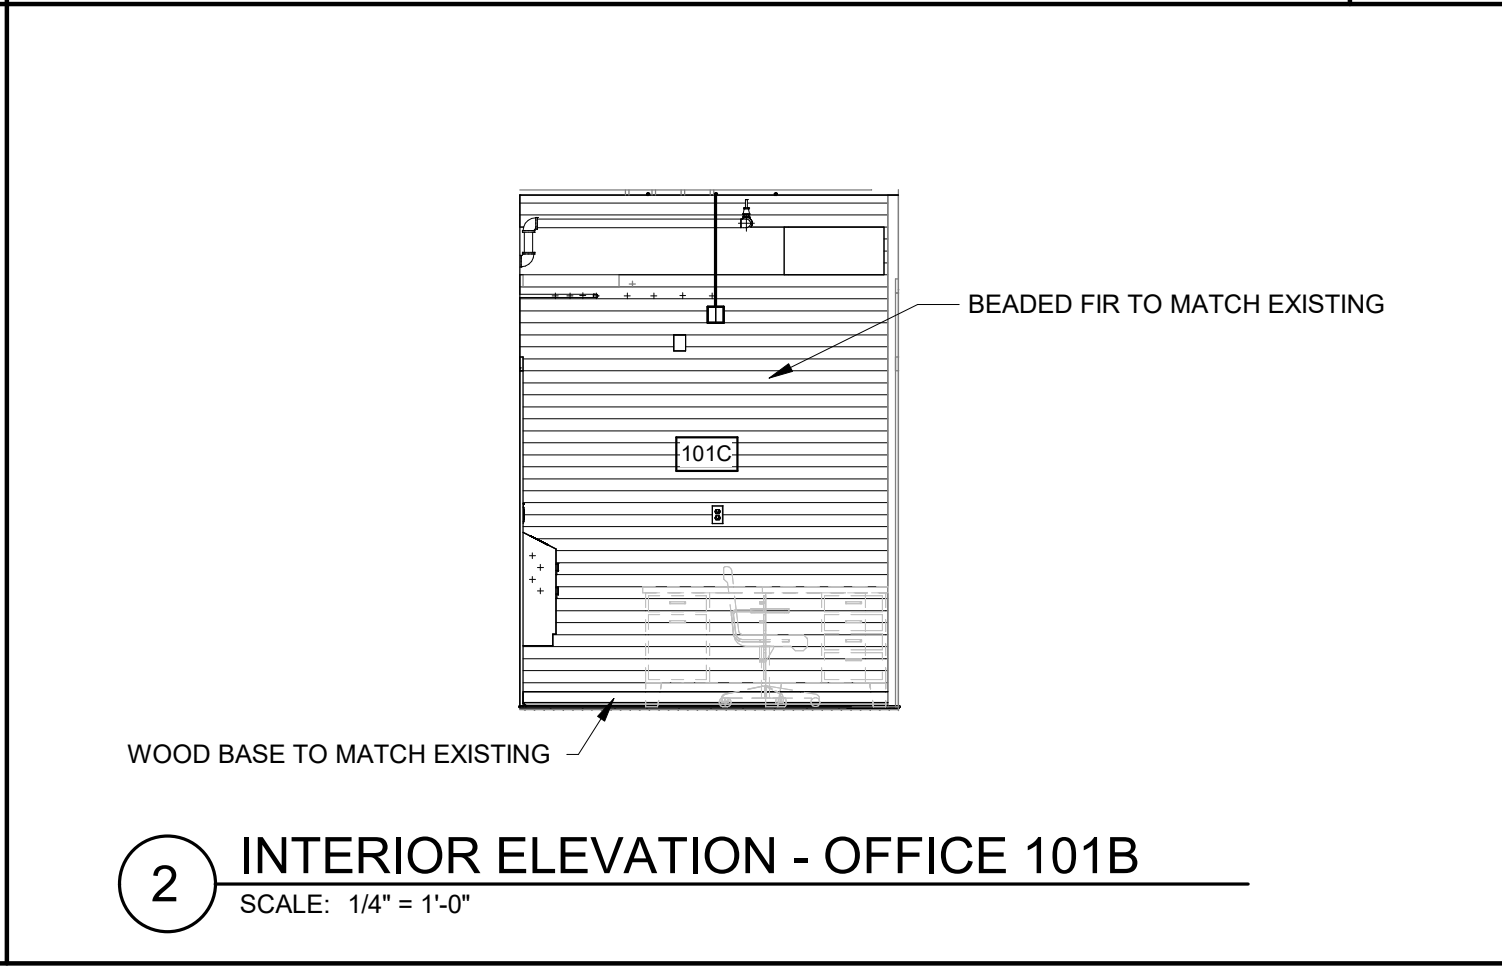 BEADED FIR TO MATCH EXISTING
101C
WOOD BASE TO MATCH EXISTING
2
INTERIOR ELEVATION - OFFICE 101B
SCALE: 1/4" = 1'-0"